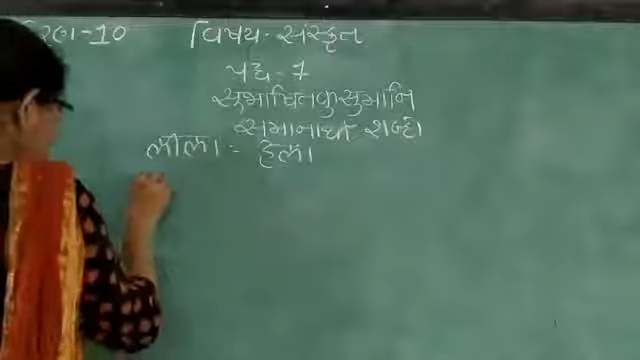 ધોરણ-10 વિષય- સંસ્કૃત
પદ્ય - 7
સુભાષિતકુસુમાનિ
સમાનાર્થી શબ્દો
लीला = हेला